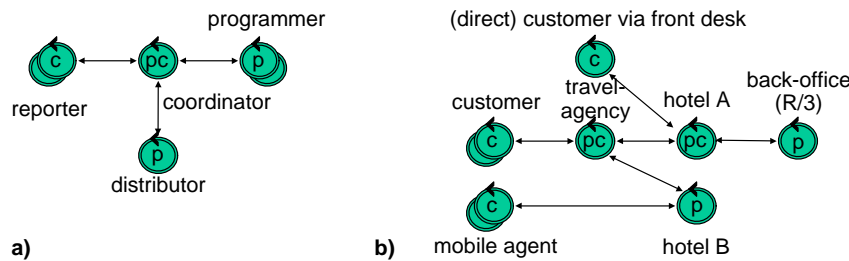 programmer
c
pc
p
reporter
coordinator
p
distributor
a)
(direct) customer via front desk
c
travel-
agency
hotel A
back-office
(R/3)
customer
c
pc
pc
p
c
p
mobile agent
hotel B
b)